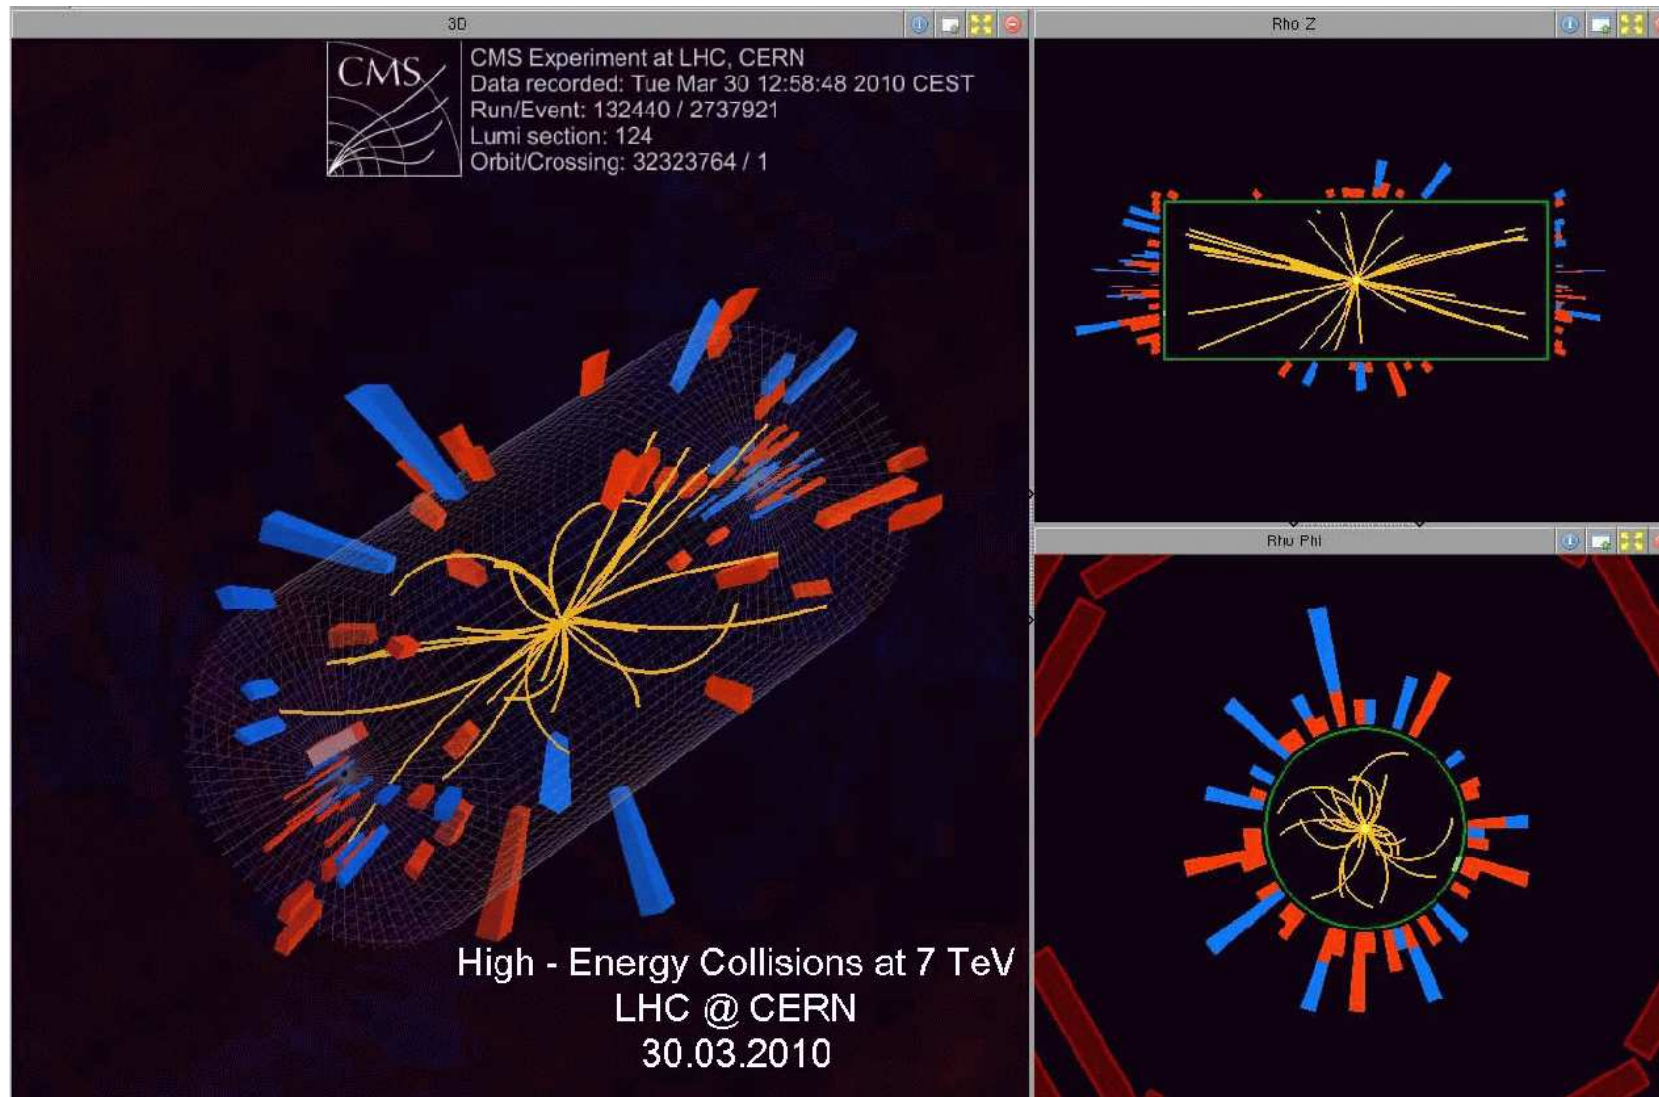 3D
CMS
CMS Experiment at LHC, CERN
Data recorded: Tue Mar 30 12:58:48 2010 CEST
Run/Event: 132440 / 2737921
Lumi section: 124
Orbit/Crossing: 32323764 / 1
High - Energy Collisions at 7 TeV
LHC @ CERN
30.03.2010
Rho Z
Rho Phi